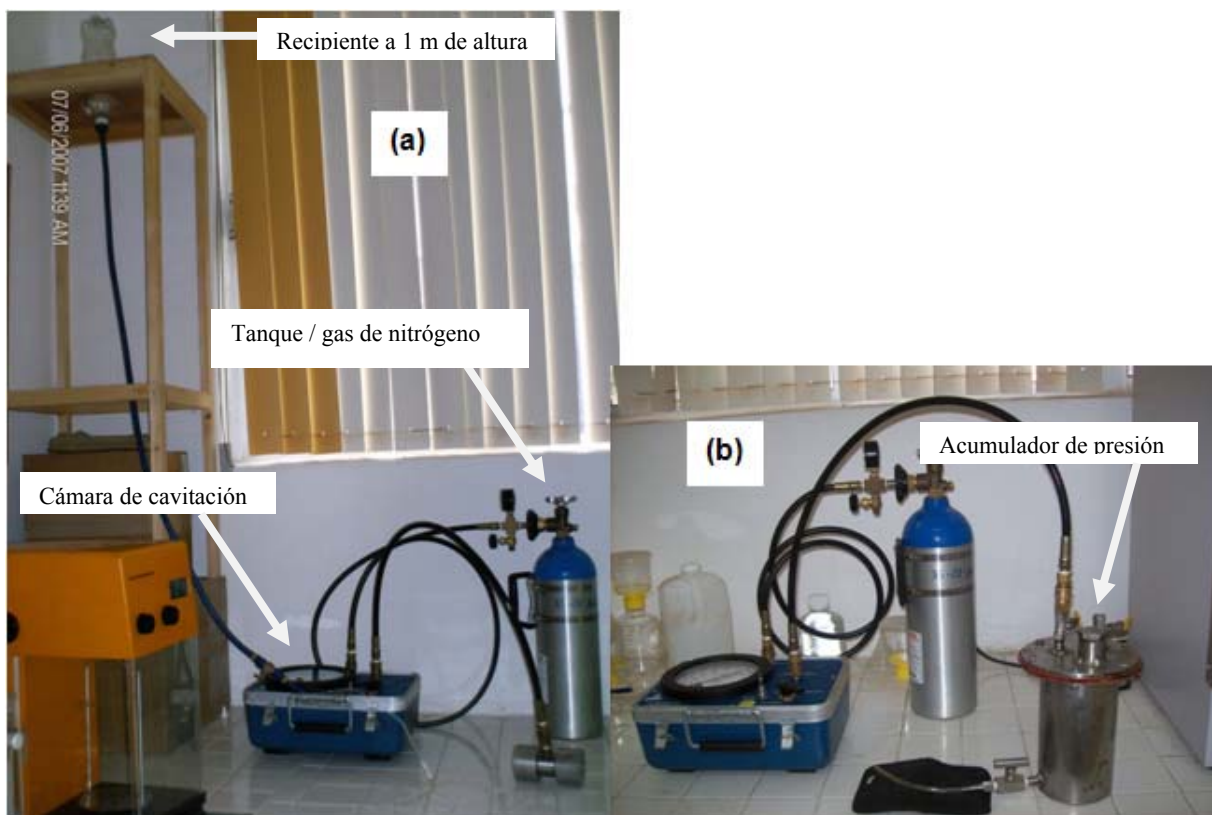 Recipiente a 1 m de altura
(a)
07/06/2007 11:39 AM
Tanque / gas de nitrógeno
Cámara de cavitación
(b)
Acumulador de presión